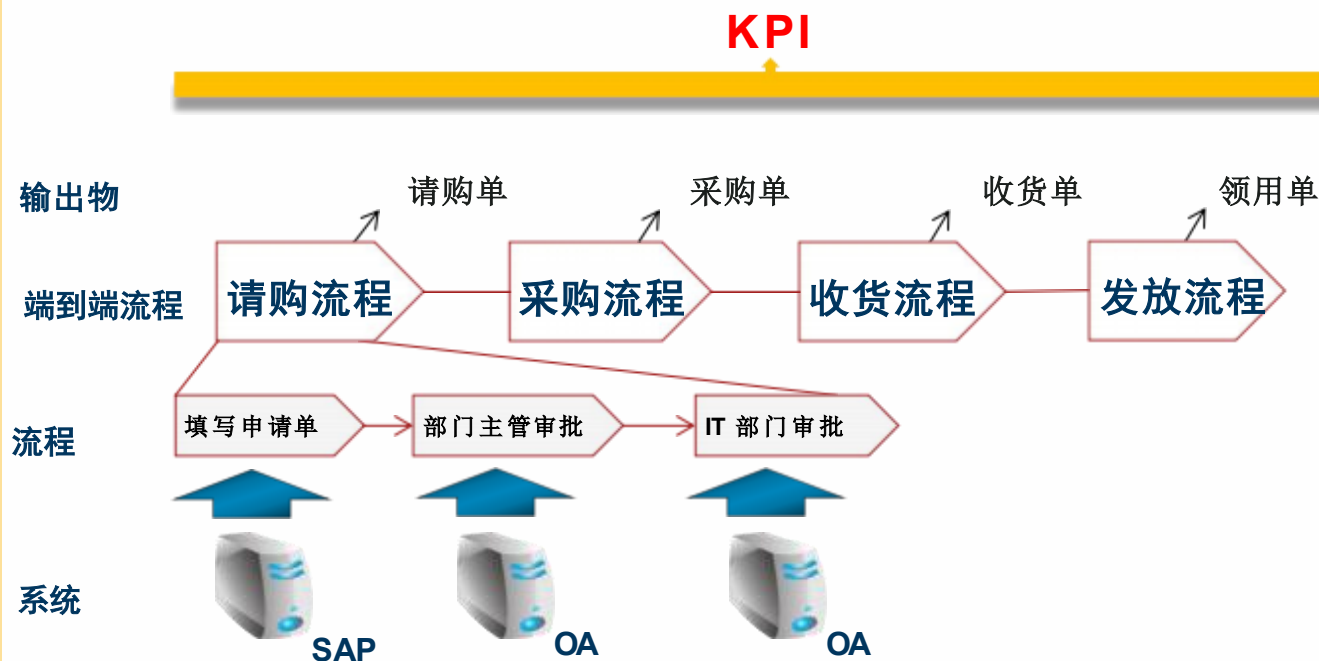 KPI
输出物
请购单
采购单
收货单
领用单
端到端流程
请购流程
采购流程
收货流程
发放流程
流程
填写申请单
部门主管审批
IT 部门审批
系统
SAP
OA
OA